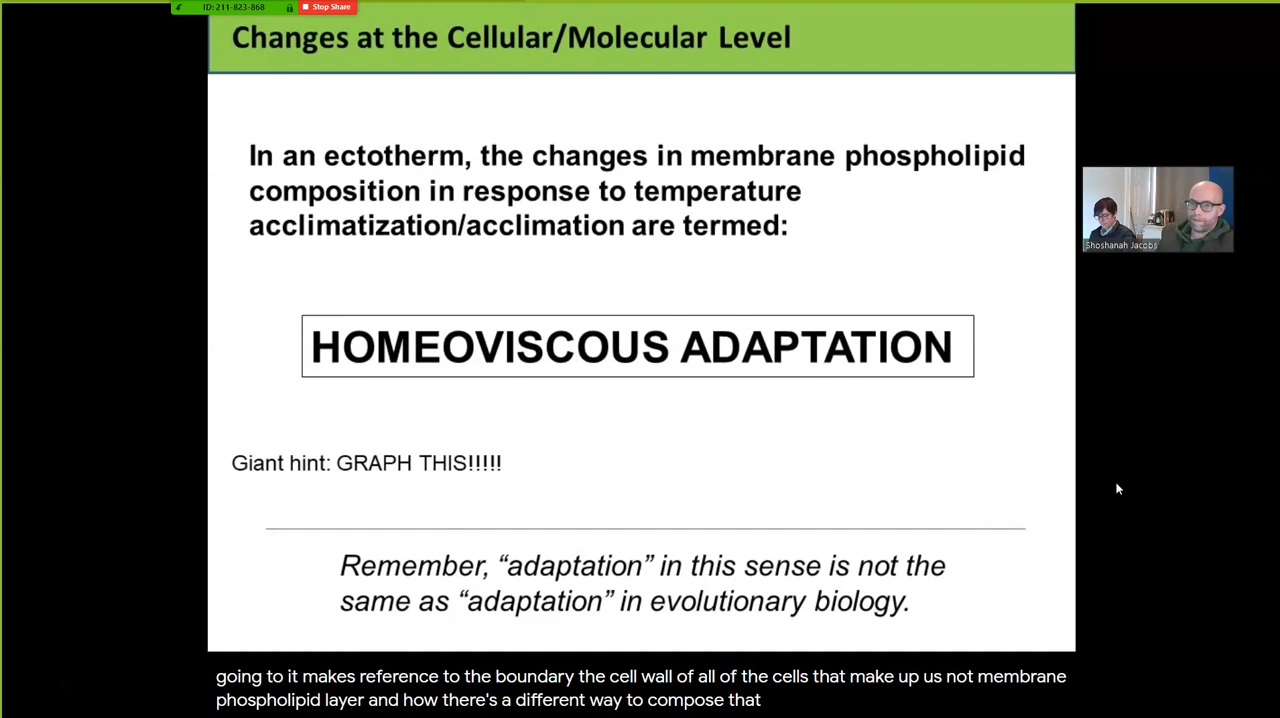 ID: 211-823-868
Stop Share
Changes at the Cellular/Molecular Level
In an ectotherm, the changes in membrane phospholipid
composition in response to temperature
acclimatization/acclimation are termed:
Shoshanah Jacobs
HOMEOVISCOUS ADAPTATION
Giant hint: GRAPH THIS!!!!!
Remember, “adaptation” in this sense is not the
same as “adaptation” in evolutionary biology.
going to it makes reference to the boundary the cell wall of all of the cells that make up us not membrane
phospholipid layer and how there's a different way to compose that